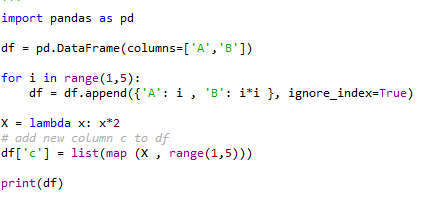 import pandas as pd
df = pd.DataFrame(columns=['A','B'])
for i in range(1,5):
    df = df.append({'A': i , 'B': i*i }, ignore_index=True)
X = lambda x: x*2
# add new column c to df
df['c'] = list(map (X , range(1,5)))
print(df)